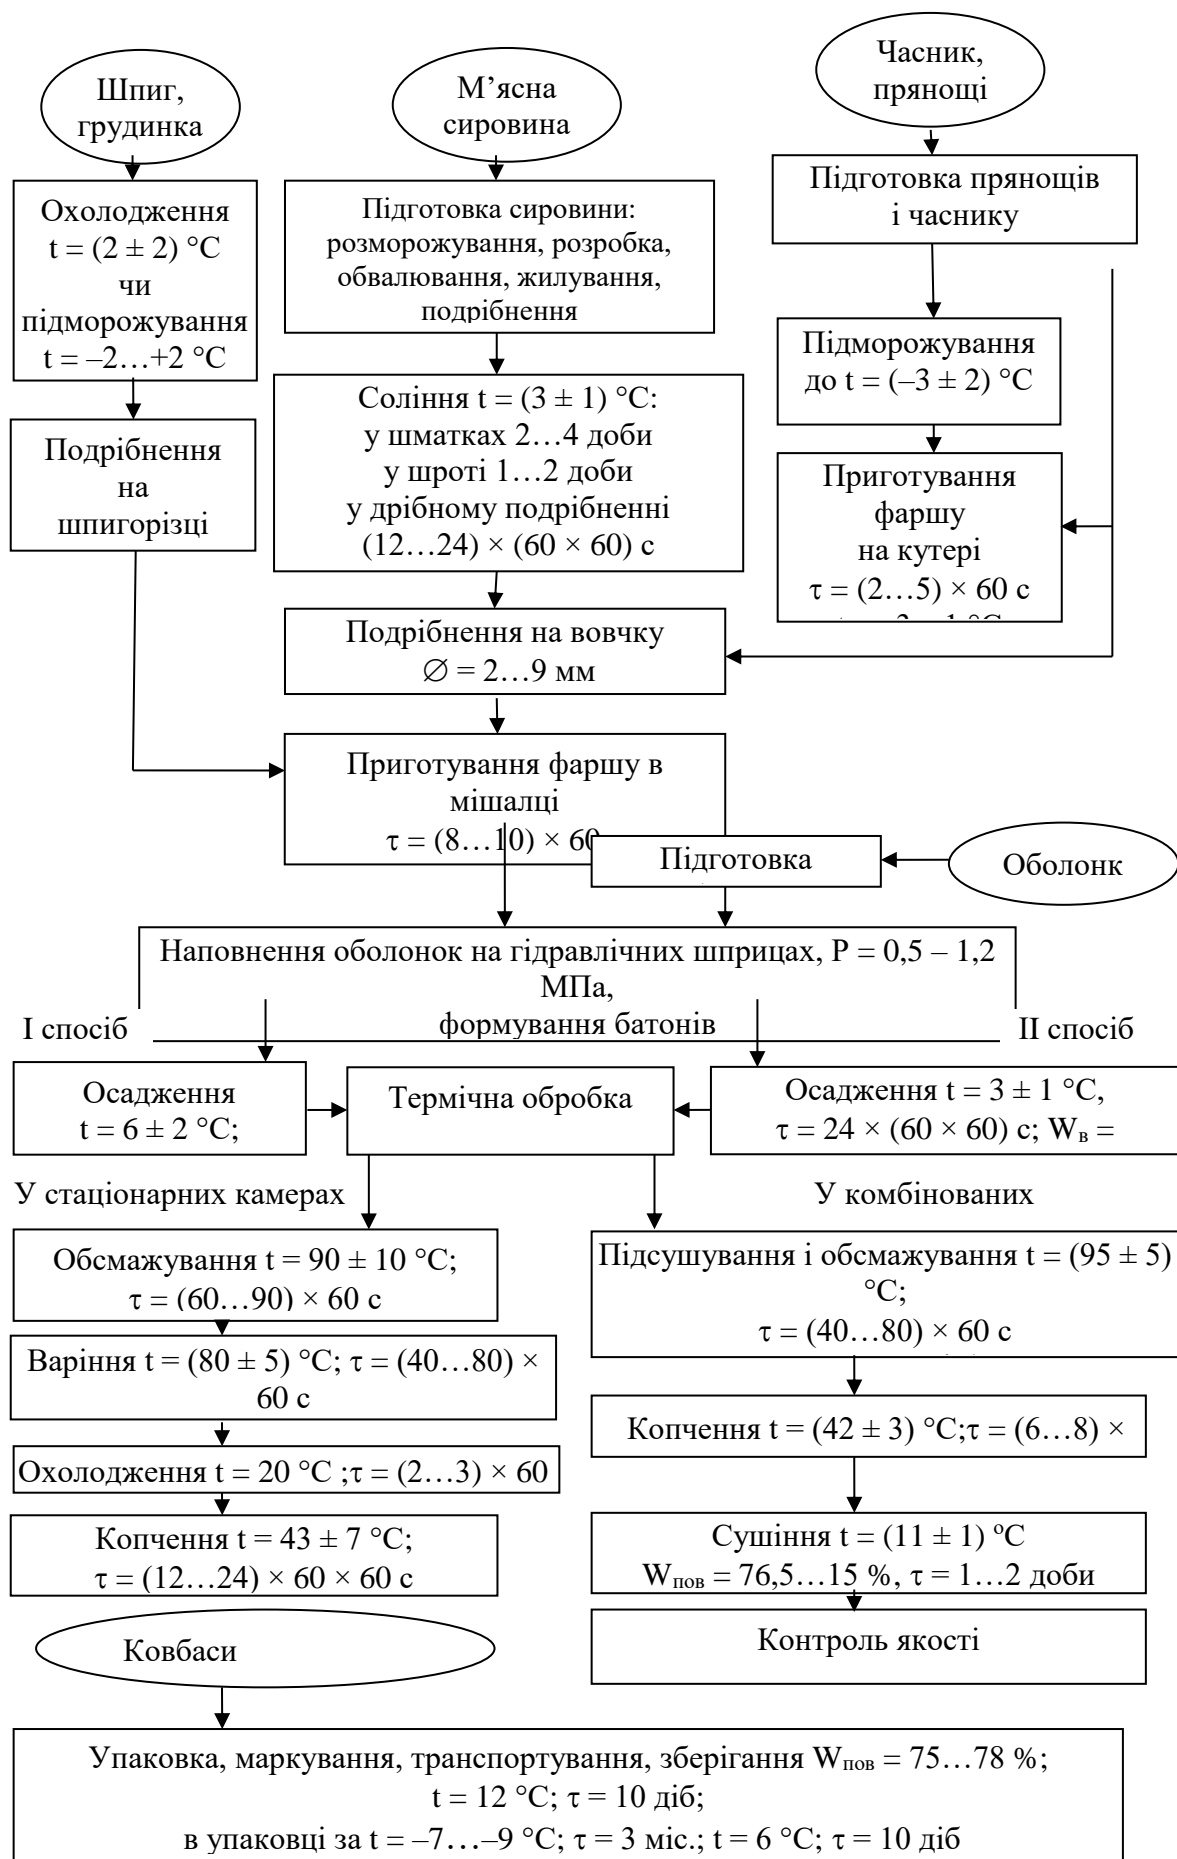 Шпиг,
грудинка
М’ясна
сировина
Часник,
прянощі
Охолодження
t = (2 ± 2) °C
чи
підморожування
t = –2…+2 °C
Підготовка сировини:
розморожування, розробка,
обвалювання, жилування,
подрібнення
Підготовка прянощів
і часнику
Підморожування
до t = (–3 ± 2) °C
Соління t = (3 ± 1) °C:
у шматках 2…4 доби
у шроті 1…2 доби
у дрібному подрібненні
(12…24) × (60 × 60) с
Подрібнення
на
шпигорізці
Приготування
фаршу
на кутері
τ = (2…5) × 60 с
Подрібнення на вовчку
∅ = 2…9 мм
Приготування фаршу в
мішалці
τ = (8…10) × 60
Підготовка
Оболонк
Наповнення оболонок на гідравлічних шприцах, P = 0,5 – 1,2
МПа,
формування батонів
I спосіб
II спосіб
Осадження
t = 6 ± 2 °C;
Термічна обробка
Осадження t = 3 ± 1 °C,
τ = 24 × (60 × 60) с; Wв =
У стаціонарних камерах
У комбінованих
Обсмажування t = 90 ± 10 °C;
τ = (60…90) × 60 с
Підсушування і обсмажування t = (95 ± 5)
°C;
τ = (40…80) × 60 с
Варіння t = (80 ± 5) °C; τ = (40…80) ×
60 с
Копчення t = (42 ± 3) °C;τ = (6…8) ×
Охолодження t = 20 °C ;τ = (2…3) × 60
Копчення t = 43 ± 7 °C;
τ = (12…24) × 60 × 60 с
Сушіння t = (11 ± 1) ºC
Wпов = 76,5…15 %, τ = 1…2 доби
Ковбаси
Контроль якості
Упаковка, маркування, транспортування, зберігання Wпов = 75…78 %;
t = 12 °C; τ = 10 діб;
в упаковці за t = –7…–9 °C; τ = 3 міс.; t = 6 °C; τ = 10 діб